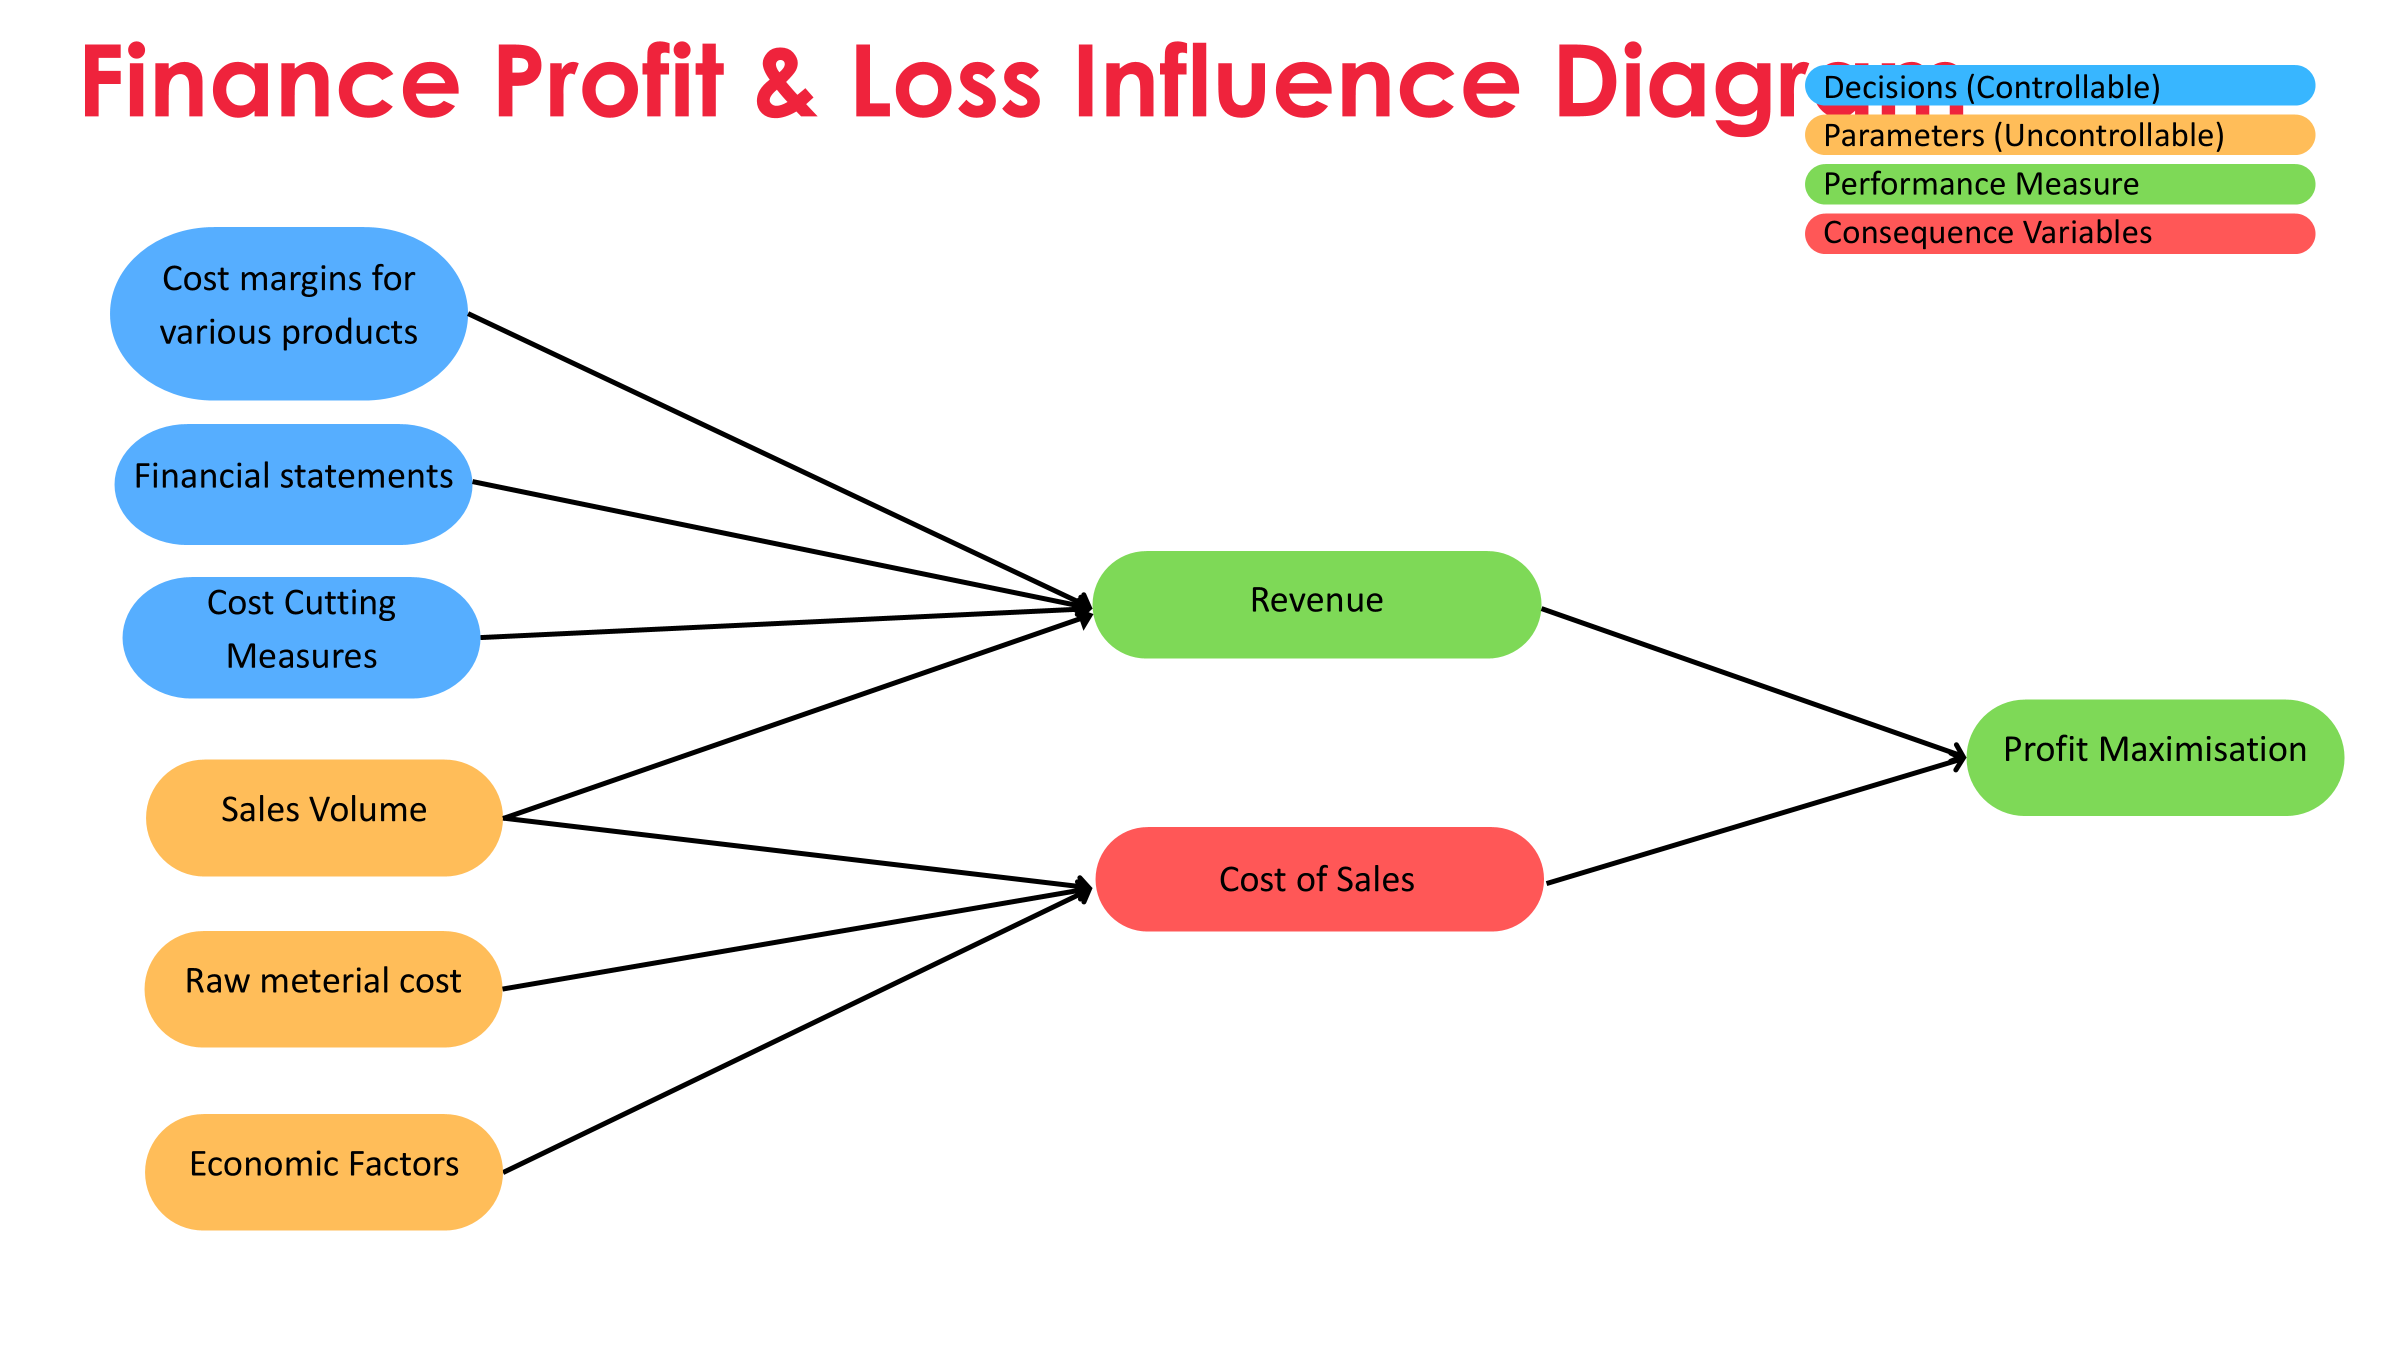 Finance Profit & Loss Influence Diagram
Decisions (Controllable)
Parameters (Uncontrollable)
Performance Measure
Consequence Variables
Cost margins for
various products
Financial statements
Cost Cutting
Measures
Sales Volume
Raw meterial cost
Economic Factors
Revenue
Cost of Sales
Profit Maximisation